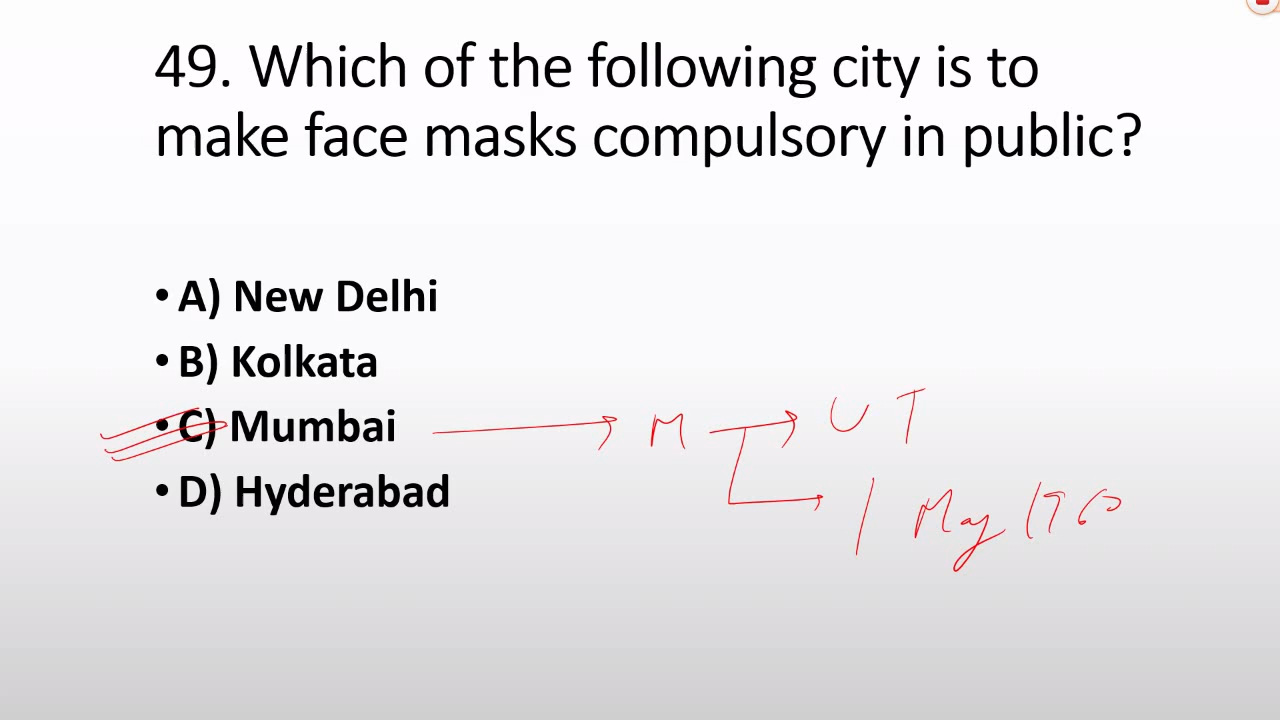 49. Which of the following city is to
make face masks compulsory in public?
• A) New Delhi
• B) Kolkata
• C) Mumbai
M
UT
• D) Hyderabad
1 May 1960